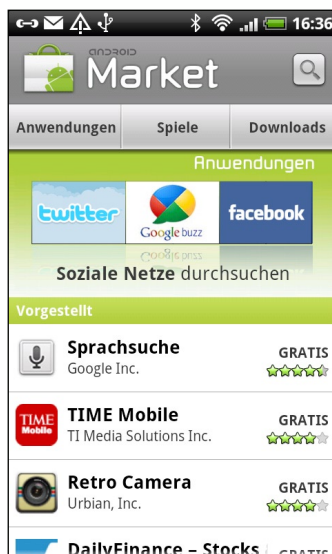 16:36
ANDROID
Market
Anwendungen Spiele Downloads
Anwendungen
twitter Google buzz facebook
Soziale Netze durchsuchen
Vorgestellt
Sprachsuche GRATIS
Google Inc.
TIME Mobile TIME Mobile GRATIS
TI Media Solutions Inc.
Retro Camera GRATIS
Urbian, Inc.
DailyFinance – Stocks GRATIS